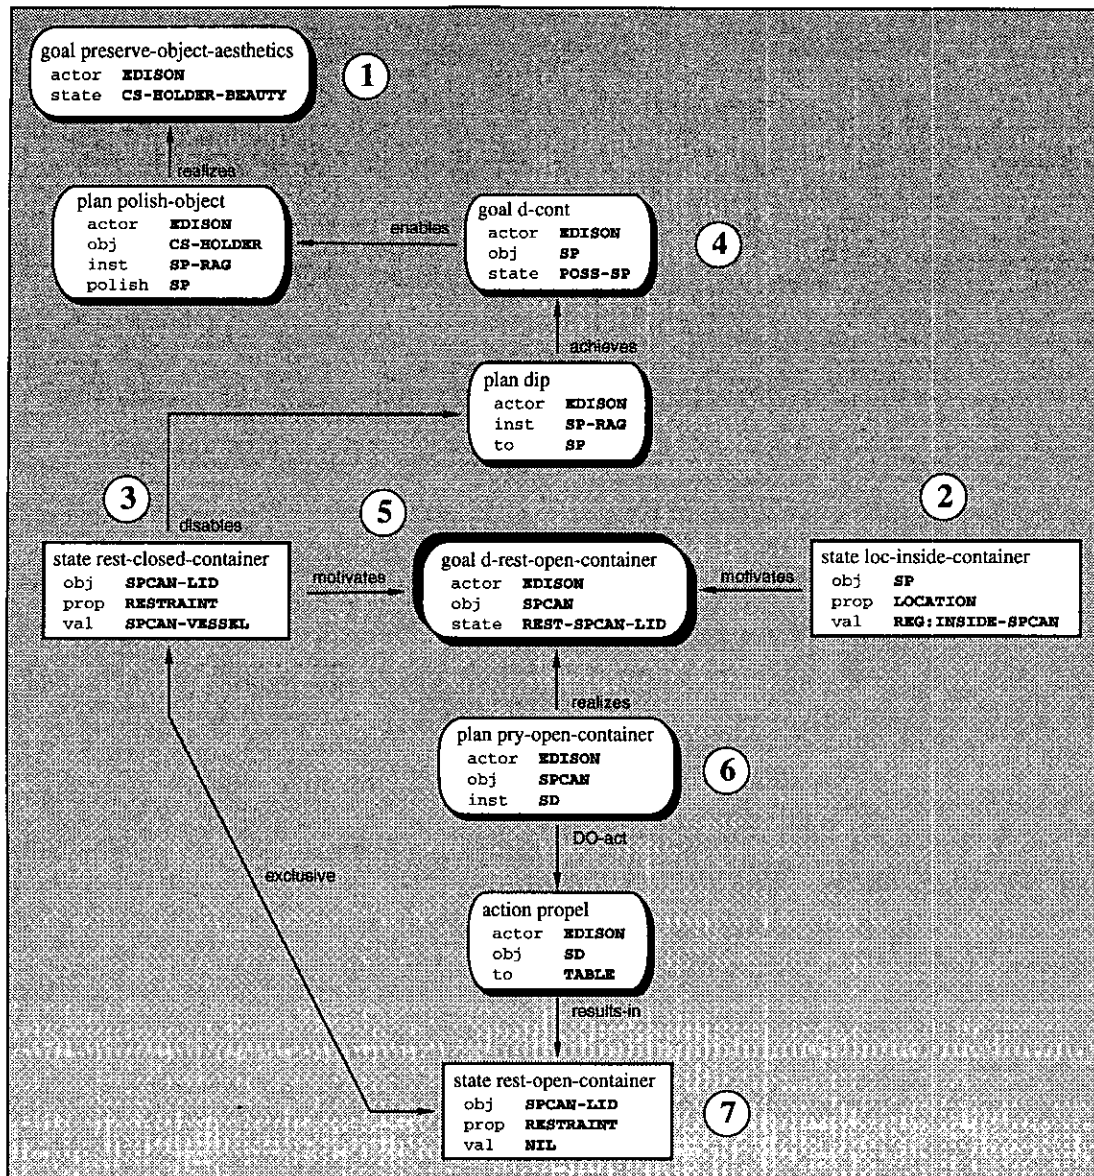 goal preserve-object-aesthetics
actor EDISON
state CS-HOLDER-BEAUTY
1
realizes
plan polish-object
actor EDISON
obj CS-HOLDER
inst SP-RAG
polish SP
enables
goal d-cont
actor EDISON
obj SP
state POSS-SP
4
achieves
plan dip
actor EDISON
inst SP-RAG
to SP
3
disables
5
2
state rest-closed-container
obj SPCAN-LID
prop RESTRAINT
val SPCAN-VESSEL
motivates
goal d-rest-open-container
actor EDISON
obj SPCAN
state REST-SPCAN-LID
motivates
state loc-inside-container
obj SP
prop LOCATION
val REG:INSIDE-SPCAN
realizes
plan pry-open-container
actor EDISON
obj SPCAN
inst SD
6
DO-act
exclusive
action propel
actor EDISON
obj SD
to TABLE
results-in
state rest-open-container
obj SPCAN-LID
prop RESTRAINT
val NIL
7